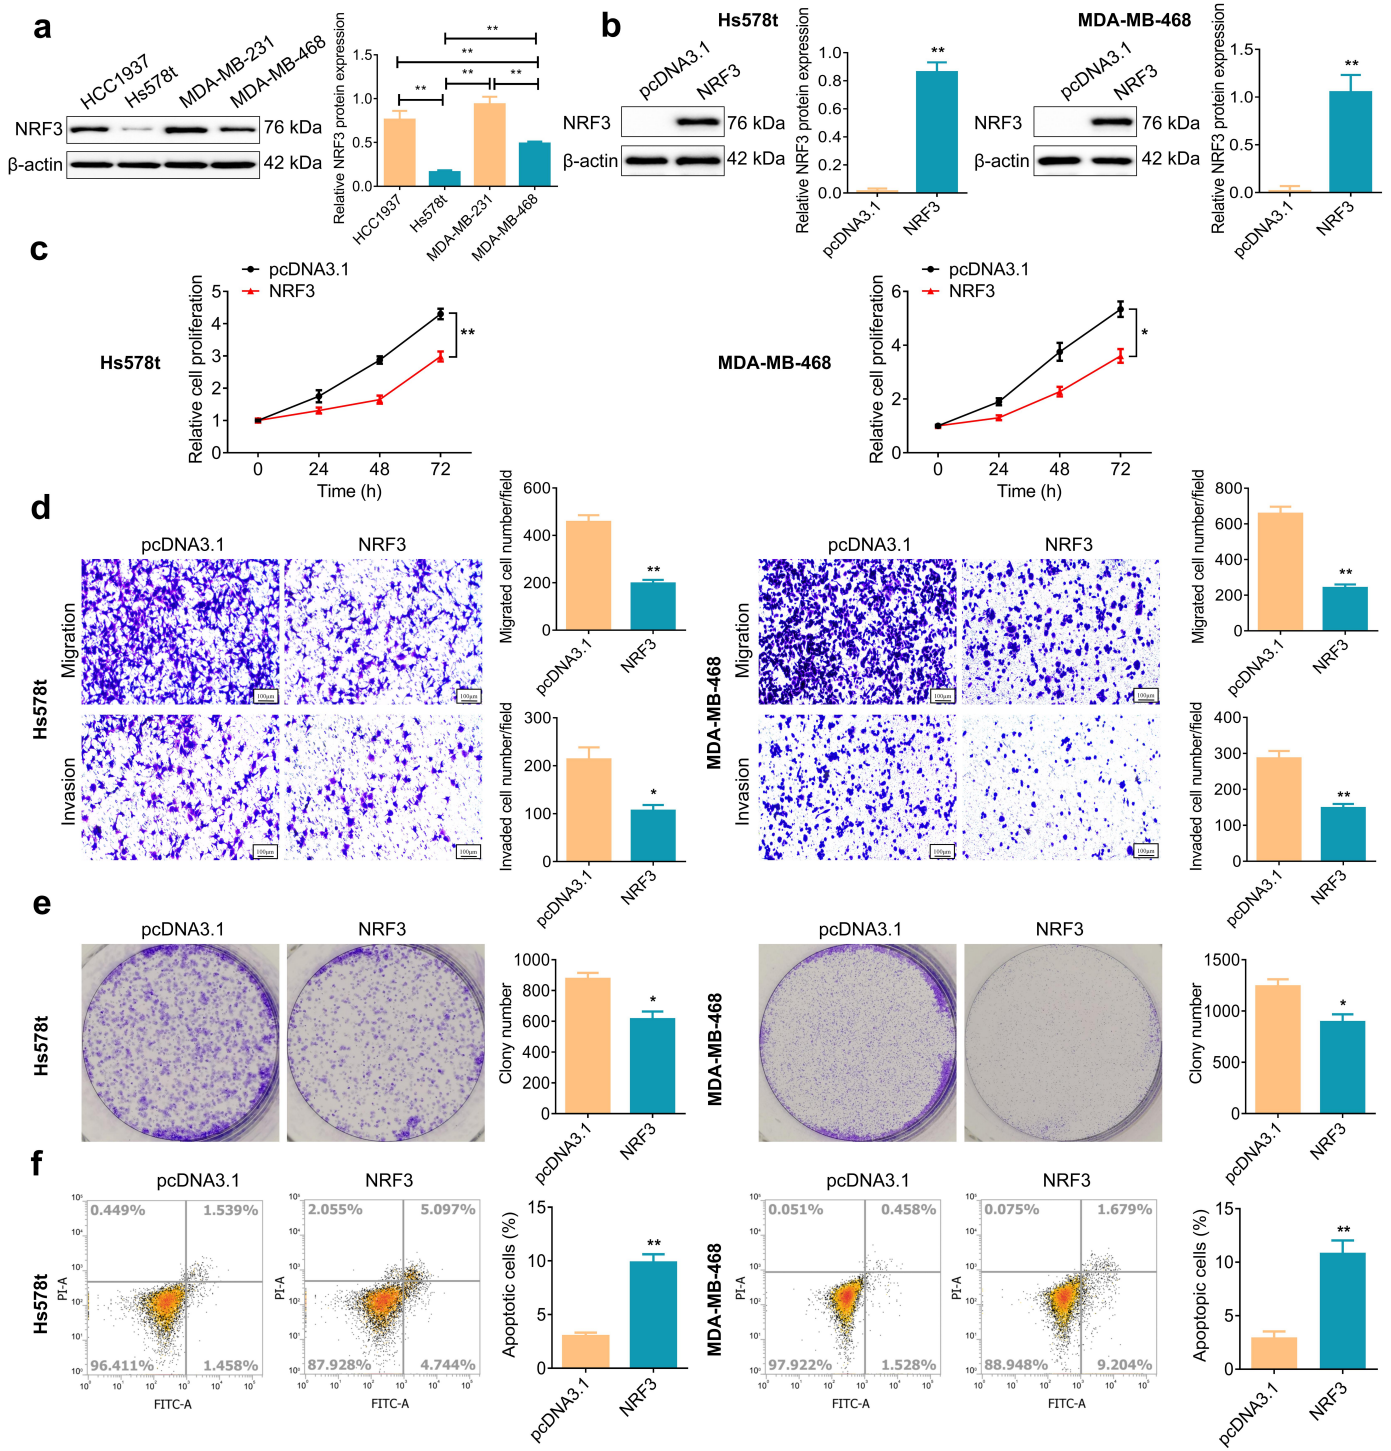 a
HCC1937
Hs578t
MDA-MB-231
MDA-MB-468
NRF3
76 kDa
β-actin
42 kDa
Relative NRF3 protein expression
1.5
1.0
0.5
0.0
**
**
**
**
**
HCC1937
Hs578t
MDA-MB-231
MDA-MB-468
b
Hs578t
pcDNA3.1
NRF3
NRF3
76 kDa
β-actin
42 kDa
Relative NRF3 protein expression
1.0
0.8
0.6
0.4
0.2
0.0
**
pcDNA3.1
NRF3
MDA-MB-468
pcDNA3.1
NRF3
NRF3
76 kDa
β-actin
42 kDa
Relative NRF3 protein expression
1.5
1.0
0.5
0.0
**
pcDNA3.1
NRF3
c
Hs578t
pcDNA3.1
NRF3
Relative cell proliferation
5
4
3
2
1
0
**
0 24 48 72
Time (h)
MDA-MB-468
pcDNA3.1
NRF3
Relative cell proliferation
6
4
2
0
*
0 24 48 72
Time (h)
d
Hs578t
pcDNA3.1
NRF3
Migration
100μm
100μm
Invasion
100μm
100μm
Migrated cell number/field
600
400
200
0
**
pcDNA3.1
NRF3
Invaded cell number/field
300
200
100
0
*
pcDNA3.1
NRF3
MDA-MB-468
pcDNA3.1
NRF3
Migration
100μm
100μm
Invasion
100μm
100μm
Migrated cell number/field
800
600
400
200
0
**
pcDNA3.1
NRF3
Invaded cell number/field
400
300
200
100
0
**
pcDNA3.1
NRF3
e
Hs578t
pcDNA3.1
NRF3
Clony number
1000
800
600
400
200
0
*
pcDNA3.1
NRF3
MDA-MB-468
pcDNA3.1
NRF3
Clony number
1500
1000
500
0
*
pcDNA3.1
NRF3
f
Hs578t
pcDNA3.1
0.449% 1.539%
96.411% 1.458%
PI-A
FITC-A
NRF3
2.055% 5.097%
87.928% 4.744%
PI-A
FITC-A
Apoptotic cells (%)
15
10
5
0
**
pcDNA3.1
NRF3
MDA-MB-468
pcDNA3.1
0.051% 0.458%
97.922% 1.528%
PI-A
FITC-A
NRF3
0.075% 1.679%
88.948% 9.204%
PI-A
FITC-A
Apoptopic cells (%)
15
10
5
0
**
pcDNA3.1
NRF3